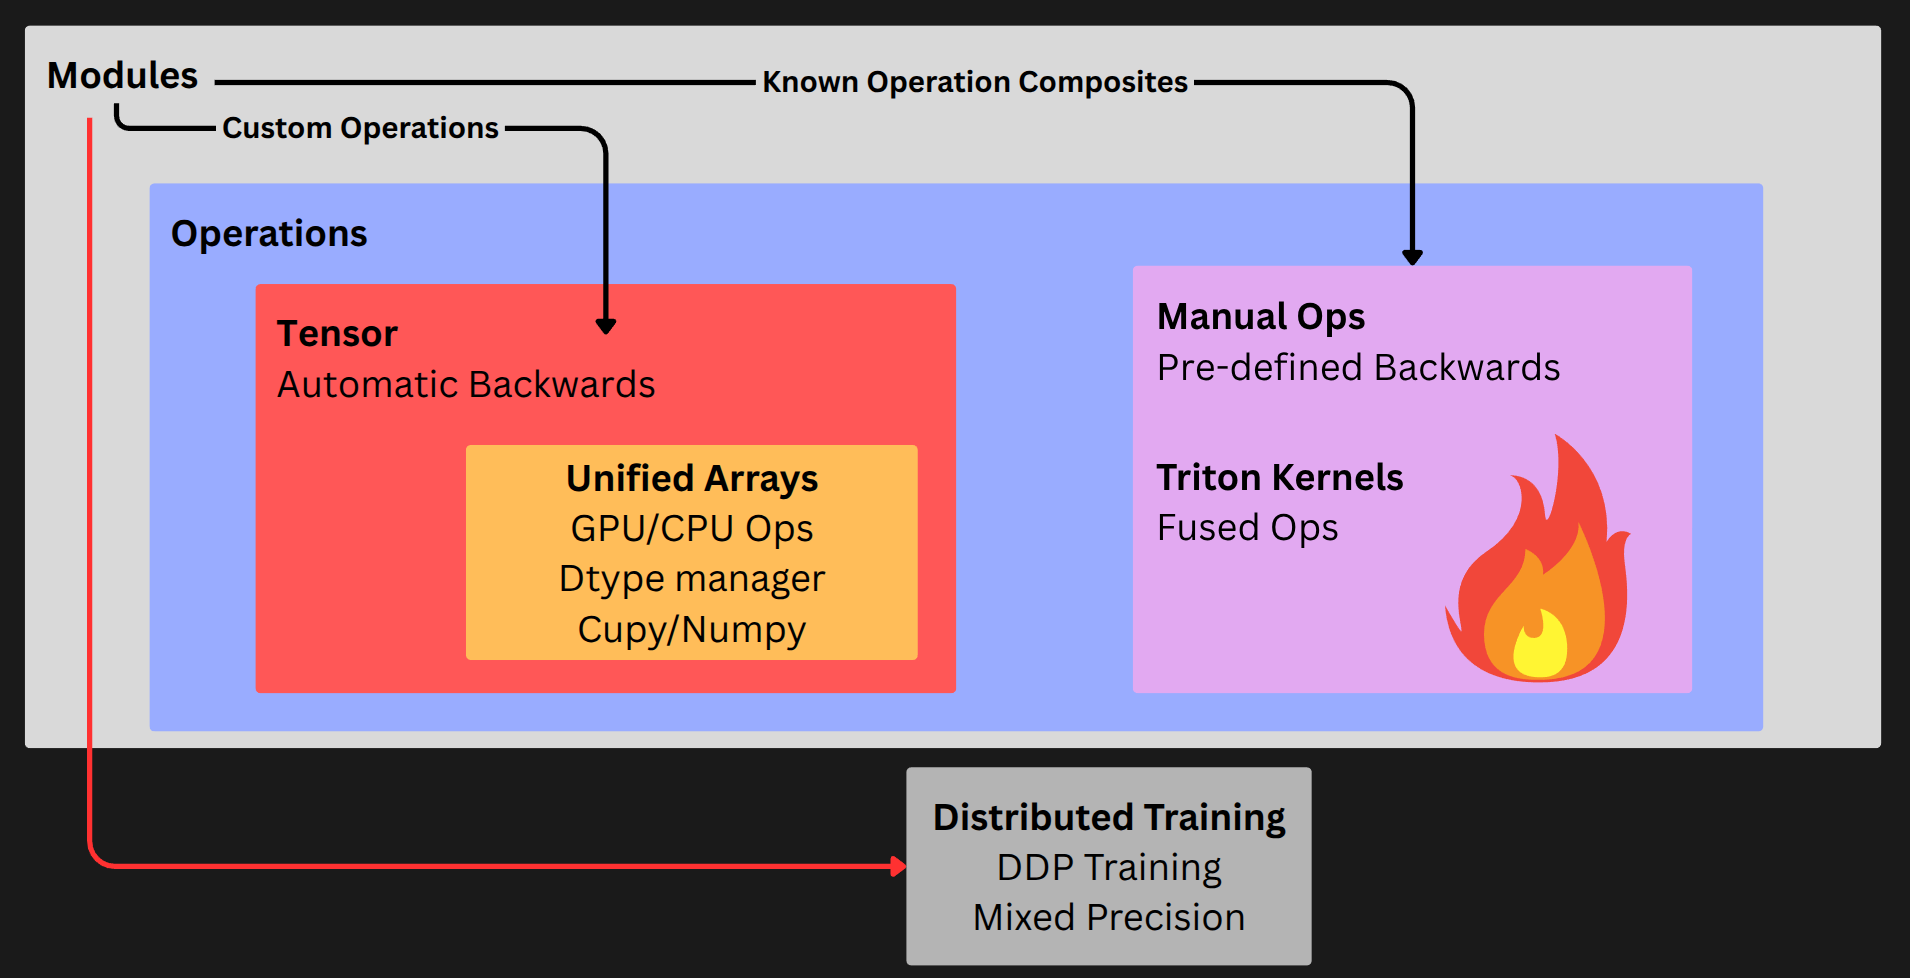 Modules
Known Operation Composites
Custom Operations
Operations
Tensor
Automatic Backwards
Unified Arrays
GPU/CPU Ops
Dtype manager
Cupy/Numpy
Manual Ops
Pre-defined Backwards
Triton Kernels
Fused Ops
Distributed Training
DDP Training
Mixed Precision